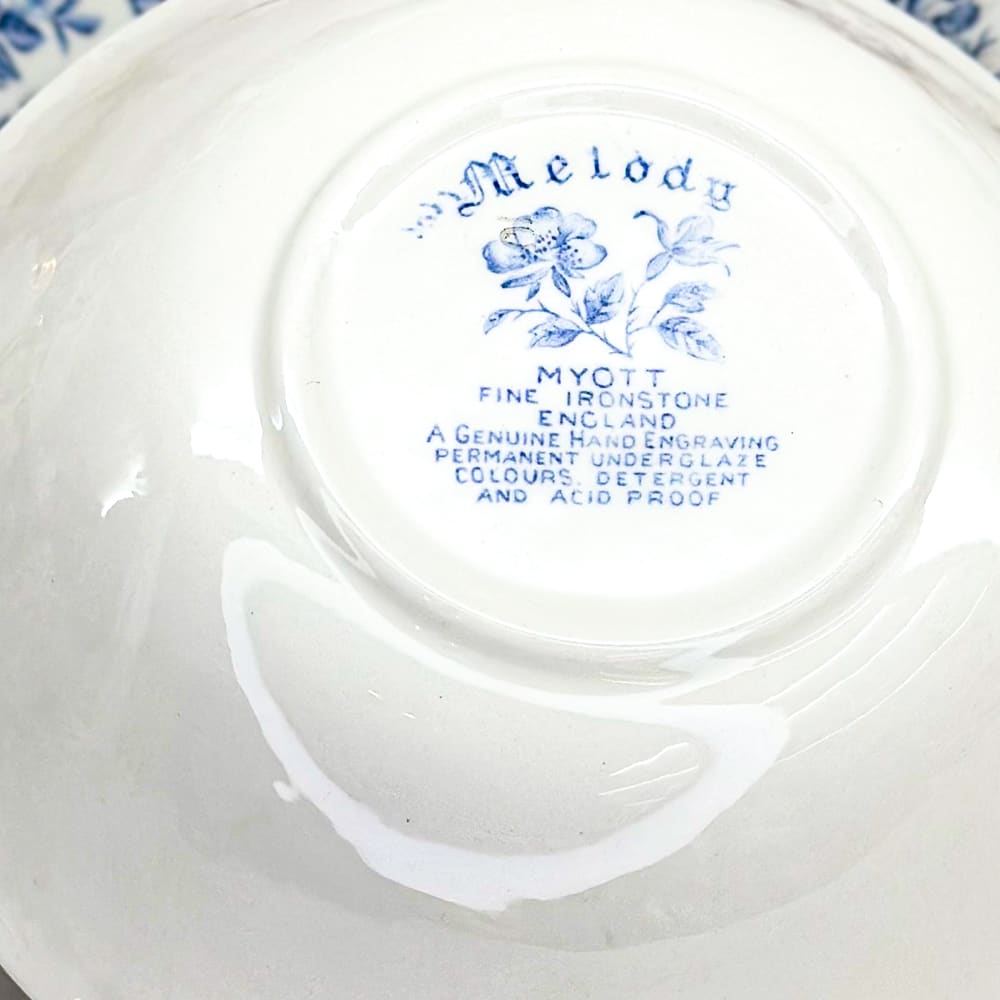 Melody
MYOTT
FINE IRONSTONE
ENGLAND
A GENUINE HAND ENGRAVING
PERMANENT UNDERGLAZE
COLOURS. DETERGENT
AND ACID PROOF